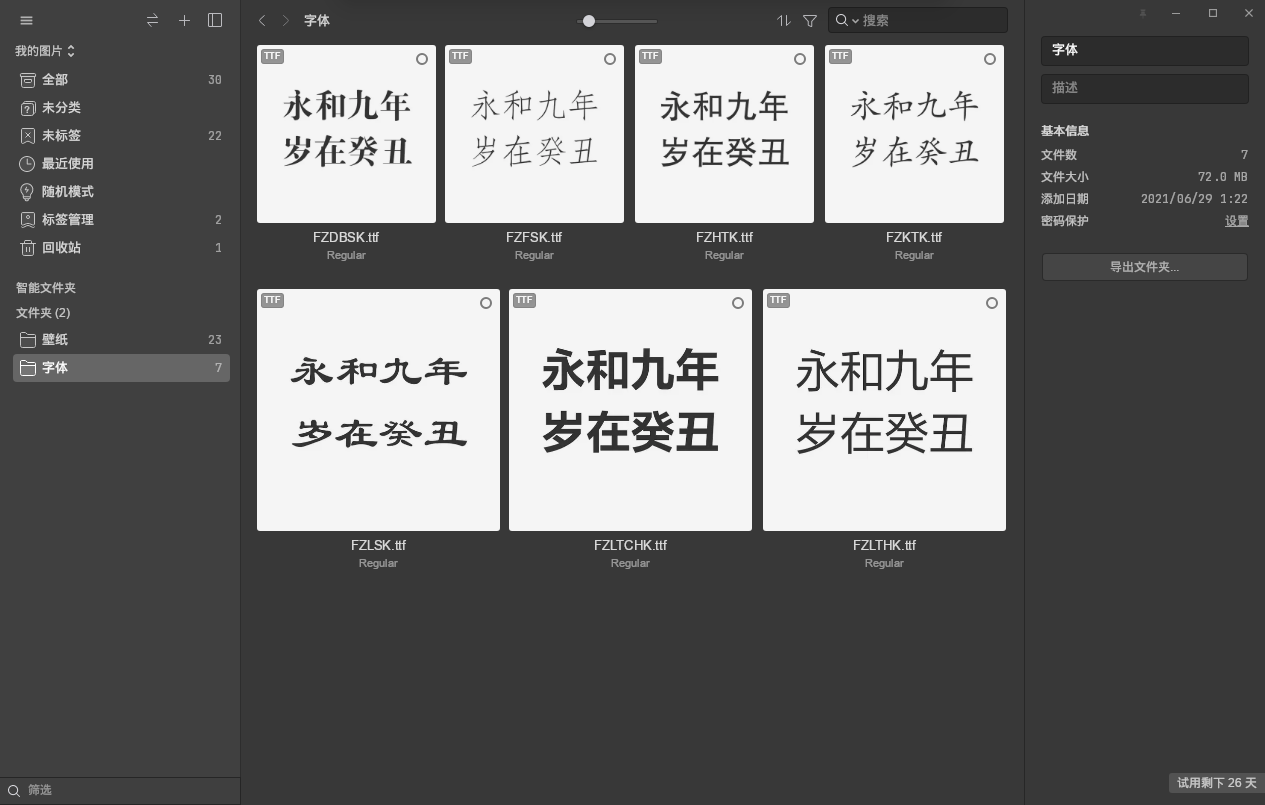 我的图片
全部 30
未分类
未标签 22
最近使用
随机模式
标签管理 2
回收站 1
智能文件夹
文件夹 (2)
壁纸 23
字体 7
筛选
字体
搜索
TTF
永和九年
岁在癸丑
FZDBSK.ttf
Regular
TTF
永和九年
岁在癸丑
FZFSK.ttf
Regular
TTF
永和九年
岁在癸丑
FZHTK.ttf
Regular
TTF
永和九年
岁在癸丑
FZKTK.ttf
Regular
TTF
永和九年
岁在癸丑
FZLSK.ttf
Regular
TTF
永和九年
岁在癸丑
FZLTCHK.ttf
Regular
TTF
永和九年
岁在癸丑
FZLTHK.ttf
Regular
字体
描述
基本信息
文件数 7
文件大小 72.0 MB
添加日期 2021/06/29 1:22
密码保护 设置
导出文件夹...
试用剩下 26 天